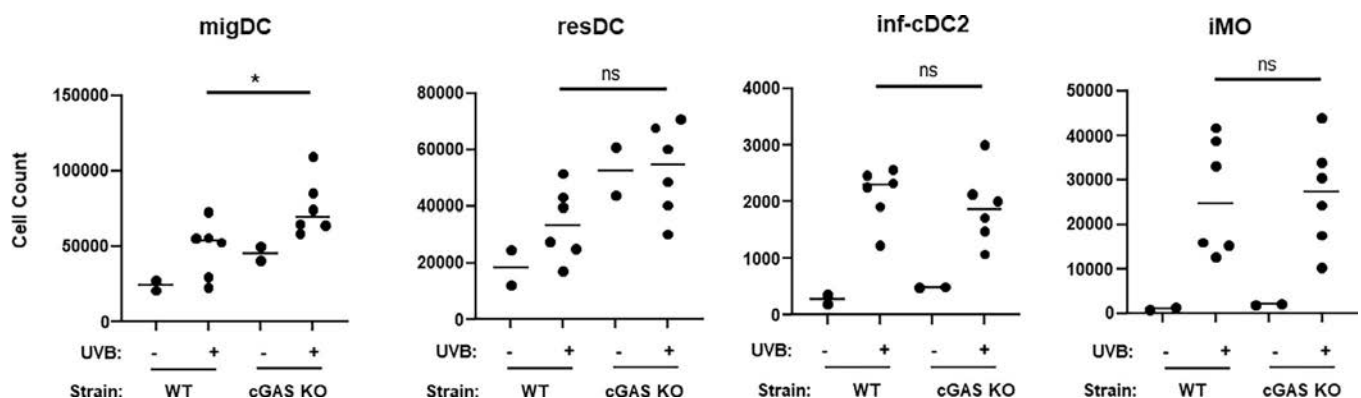 migDC
*
150000
100000
50000
0
Cell Count
UVB: - + - +
Strain: WT cGAS KO
resDC
ns
80000
60000
40000
20000
0
UVB: - + - +
Strain: WT cGAS KO
inf-cDC2
ns
4000
3000
2000
1000
0
UVB: - + - +
Strain: WT cGAS KO
iMO
ns
50000
40000
30000
20000
10000
0
UVB: - + - +
Strain: WT cGAS KO